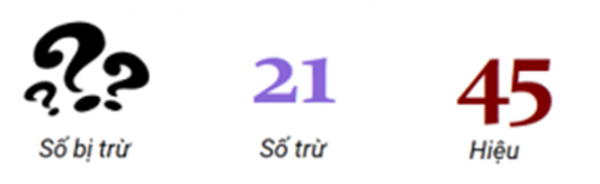 ??? 21 45
Số bị trừ Số trừ Hiệu